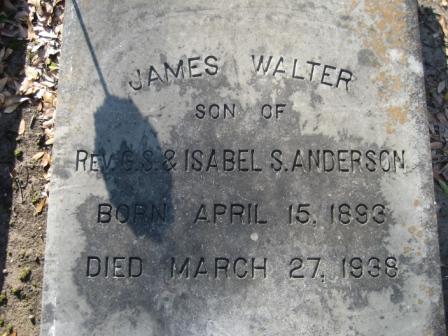 JAMES WALTER
SON OF
REV. G. S. & ISABEL S. ANDERSON
BORN APRIL 15, 1893
DIED MARCH 27, 1938